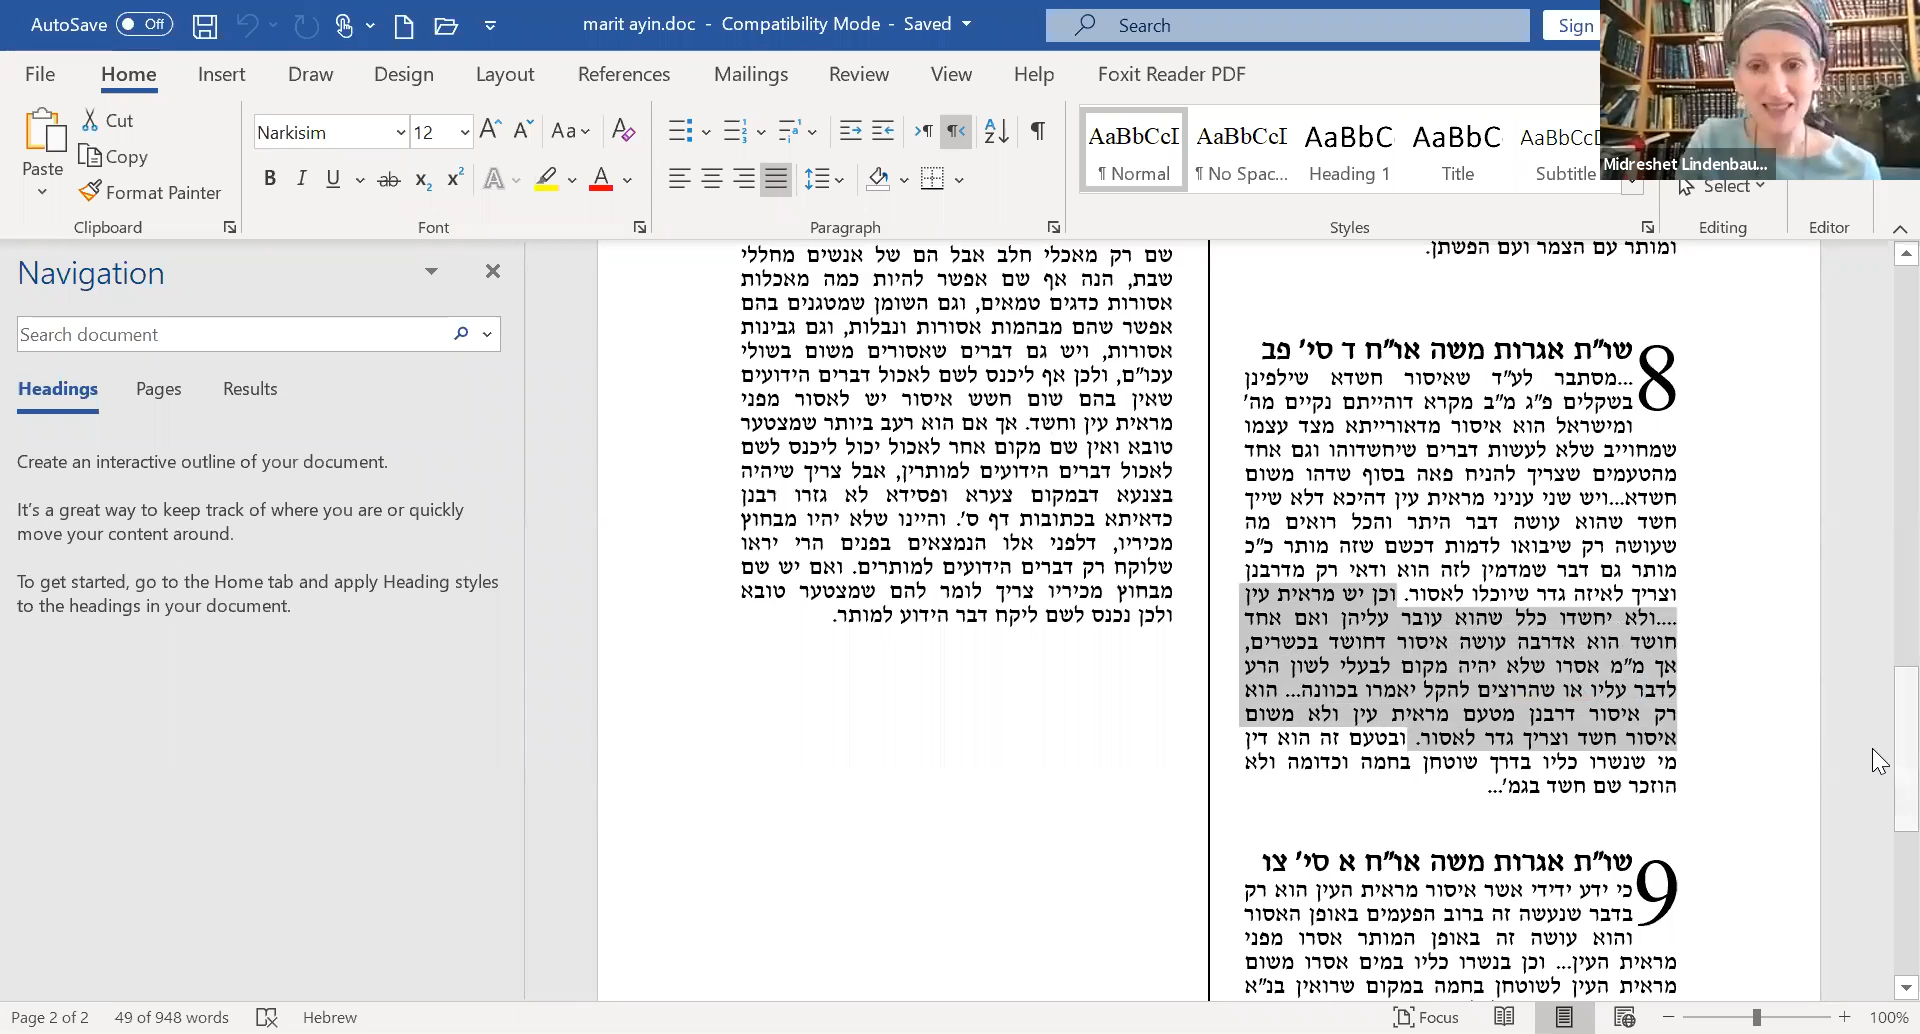 AutoSave Off
marit ayin.doc - Compatibility Mode - Saved
Search
Sign
File Home Insert Draw Design Layout References Mailings Review View Help Foxit Reader PDF
Paste
Cut
Copy
Format Painter
Clipboard
Narkisim 12
Font
Paragraph
AaBbCcI AaBbCcI AaBbC AaBbC AaBbCcD
¶ Normal ¶ No Spac... Heading 1 Title Subtitle
Styles
Select
Editing
Editor
Midreshet Lindenbau...
Navigation
Search document
Headings Pages Results
Create an interactive outline of your document.
It's a great way to keep track of where you are or quickly
move your content around.
To get started, go to the Home tab and apply Heading styles
to the headings in your document.
ומותר עם הצמר ועם הפשתן.
8
שו"ת אגרות משה או"ח ד סי' פב
...מסתבר לע"ד שאיסור חשדא שילפינן
בשקלים פ"ג מ"ב מקרא דוהייתם נקיים מה'
ומישראל הוא איסור מדאורייתא מצד עצמו
שמחוייב שלא לעשות דברים שיחשדוהו וגם אחד
מהטעמים שצריך להניח פאה בסוף שדהו משום
חשדא...ויש שני עניני מראית עין דהיכא דלא שייך
חשד שהוא עושה דבר היתר והכל רואים מה
שעושה רק שיבואו לדמות דכשם שזה מותר כ"כ
מותר גם דבר שמדמין לזה הוא ודאי רק מדרבנן
וצריך לאיזה גדר שיוכלו לאסור. וכן יש מראית עין
....ולא יחשדו כלל שהוא עובר עליהן ואם אחד
חושד הוא אדרבה עושה איסור דחושד בכשרים,
אך מ"מ אסרו שלא יהיה מקום לבעלי לשון הרע
לדבר עליו או שהרוצים להקל יאמרו בכוונה... הוא
רק איסור דרבנן מטעם מראית עין ולא משום
איסור חשד וצריך גדר לאסור. ובטעם זה הוא דין
מי שנשרו כליו בדרך שוטחן בחמה וכדומה ולא
הוזכר שם חשד בגמ'...
9
שו"ת אגרות משה או"ח א סי' צו
כי ידע ידידי אשר איסור מראית העין הוא רק
בדבר שנעשה זה ברוב הפעמים באופן האסור
והוא עושה זה באופן המותר אסרו מפני
מראית העין... וכן בנשרו כליו במים אסרו משום
מראית העין לשוטחן בחמה במקום שרואין בנ"א
שם רק מאכלי חלב אבל הם של אנשים מחללי
שבת, הנה אף שם אפשר להיות כמה מאכלות
אסורות כדגים טמאים, וגם השומן שמטגנים בהם
אפשר שהם מבהמות אסורות ונבלות, וגם גבינות
אסורות, ויש גם דברים שאסורים משום בשולי
עכו"ם, ולכן אף ליכנס לשם לאכול דברים הידועים
שאין בהם שום חשש איסור יש לאסור מפני
מראית עין וחשד. אך אם הוא רעב ביותר שמצטער
טובא ואין שם מקום אחר לאכול יכול ליכנס לשם
לאכול דברים הידועים למותרין, אבל צריך שיהיה
בצנעא דבמקום צערא ופסידא לא גזרו רבנן
כדאיתא בכתובות דף ס'. והיינו שלא יהיו מבחוץ
מכיריו, דלפני אלו הנמצאים בפנים הרי יראו
שלוקח רק דברים הידועים למותרים. ואם יש שם
מבחוץ מכיריו צריך לומר להם שמצטער טובא
ולכן נכנס לשם ליקח דבר הידוע למותר.
Page 2 of 2 49 of 948 words Hebrew Focus 100%